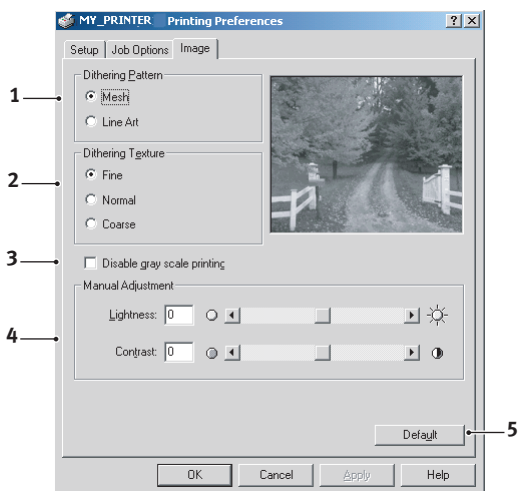 MY_PRINTER Printing Preferences
Setup Job Options Image
Dithering Pattern
1
Mesh
Line Art
Dithering Texture
2
Fine
Normal
Coarse
3
Disable gray scale printing
Manual Adjustment
Lightness: 0
4
Contrast: 0
Default
5
OK Cancel Apply Help